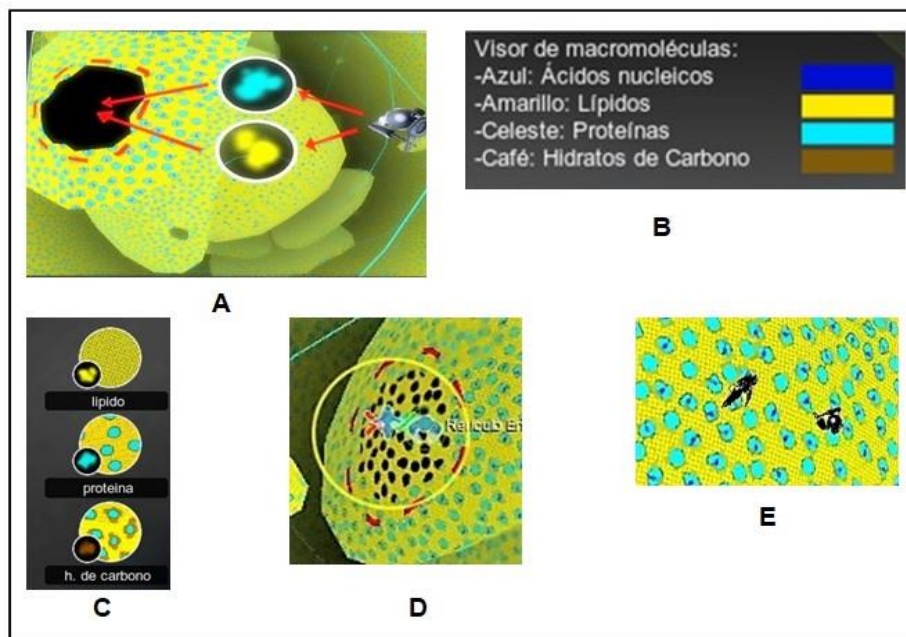 Visor de macromoléculas:
-Azul: Ácidos nucleicos
-Amarillo: Lípidos
-Celeste: Proteínas
-Café: Hidratos de Carbono
A
B
lipido
proteina
h. de carbono
C
D
E